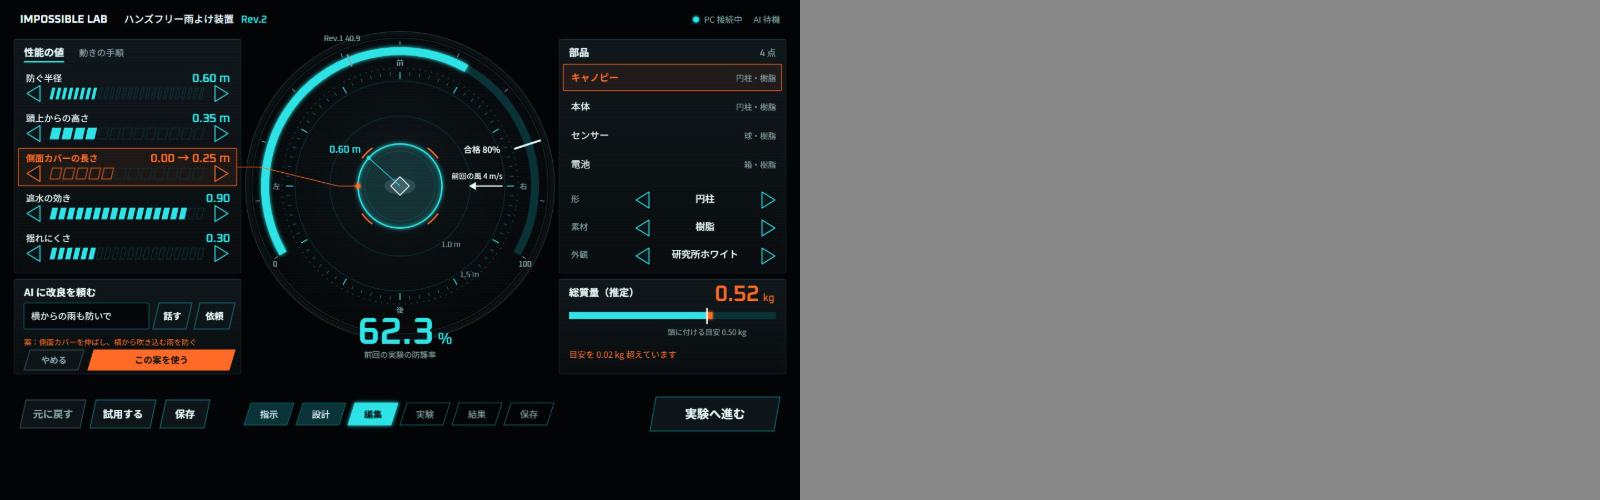 IMPOSSIBLE LAB ハンズフリー雨よけ装置 Rev.2
PC 接続中 AI 待機
性能の値 動きの手順
防ぐ半径 0.60 m
頭上からの高さ 0.35 m
側面カバーの長さ 0.00 → 0.25 m
遮水の効き 0.90
揺れにくさ 0.30
AI に改良を頼む
横からの雨も防いで 話す 依頼
案：側面カバーを伸ばし、横から吹き込む雨を防ぐ
やめる この案を使う
Rev.1 40.9
前
0.60 m
合格 80%
前回の風 4 m/s
左
右
1.0 m
1.5 m
0
100
後
62.3 %
前回の実験の防護率
部品 4 点
キャノピー 円柱・樹脂
本体 円柱・樹脂
センサー 球・樹脂
電池 箱・樹脂
形 円柱
素材 樹脂
外観 研究所ホワイト
総質量（推定） 0.52 kg
頭に付ける目安 0.50 kg
目安を 0.02 kg 超えています
元に戻す 試用する 保存
指示 設計 編集 実験 結果 保存
実験へ進む